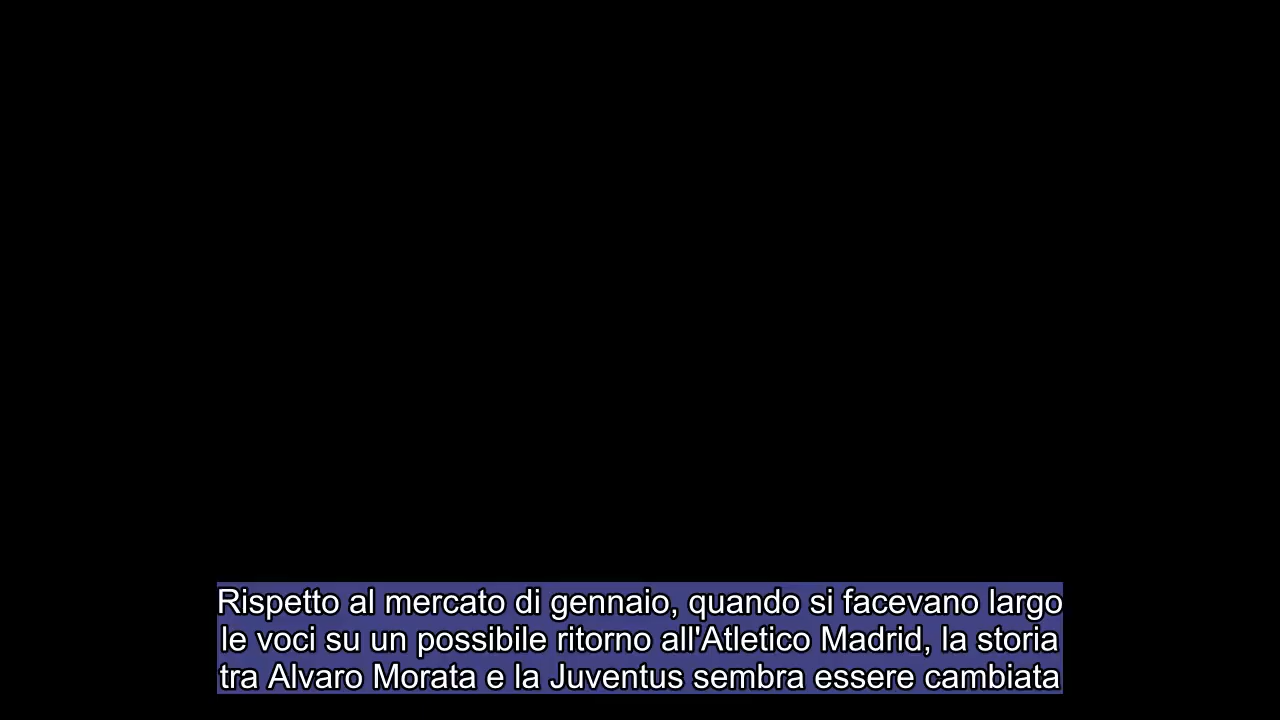 Rispetto al mercato di gennaio, quando si facevano largo
le voci su un possibile ritorno all'Atletico Madrid, la storia
tra Alvaro Morata e la Juventus sembra essere cambiata